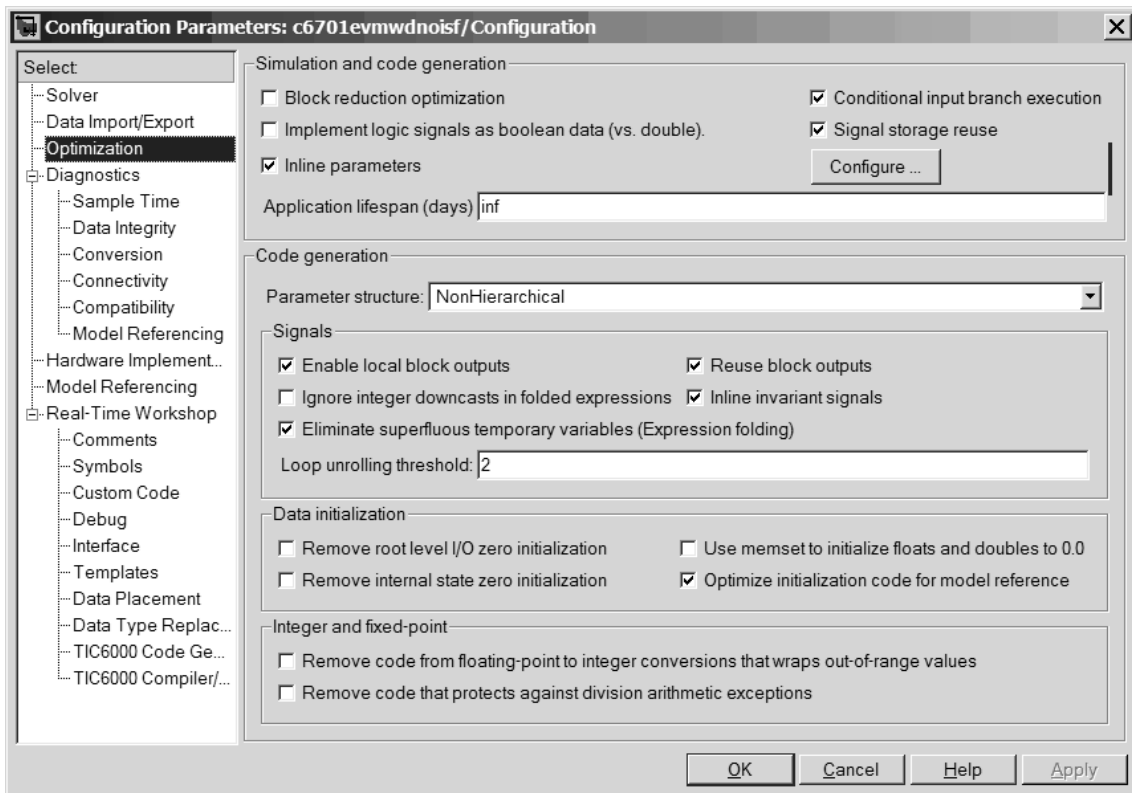 Configuration Parameters: c6701evmwdnoisf/Configuration
Select:
Solver
Data Import/Export
Optimization
Diagnostics
Sample Time
Data Integrity
Conversion
Connectivity
Compatibility
Model Referencing
Hardware Implement...
Model Referencing
Real-Time Workshop
Comments
Symbols
Custom Code
Debug
Interface
Templates
Data Placement
Data Type Replac...
TIC6000 Code Ge...
TIC6000 Compiler/...
Simulation and code generation
Block reduction optimization
Conditional input branch execution
Implement logic signals as boolean data (vs. double).
Signal storage reuse
Inline parameters
Configure ...
Application lifespan (days) inf
Code generation
Parameter structure: NonHierarchical
Signals
Enable local block outputs
Reuse block outputs
Ignore integer downcasts in folded expressions
Inline invariant signals
Eliminate superfluous temporary variables (Expression folding)
Loop unrolling threshold: 2
Data initialization
Remove root level I/O zero initialization
Use memset to initialize floats and doubles to 0.0
Remove internal state zero initialization
Optimize initialization code for model reference
Integer and fixed-point
Remove code from floating-point to integer conversions that wraps out-of-range values
Remove code that protects against division arithmetic exceptions
OK
Cancel
Help
Apply